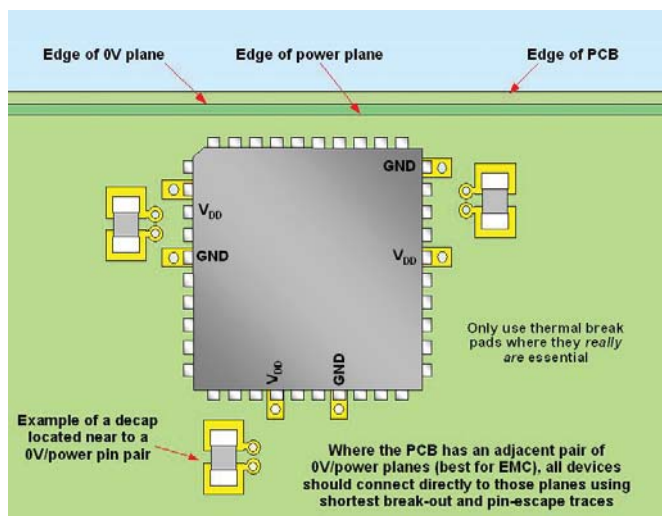 Edge of 0V plane
Edge of power plane
Edge of PCB
GND
V_DD
GND
V_DD
V_DD
GND
Only use thermal break
pads where they really
are essential
Example of a decap
located near to a
0V/power pin pair
Where the PCB has an adjacent pair of
0V/power planes (best for EMC), all devices
should connect directly to those planes using
shortest break-out and pin-escape traces